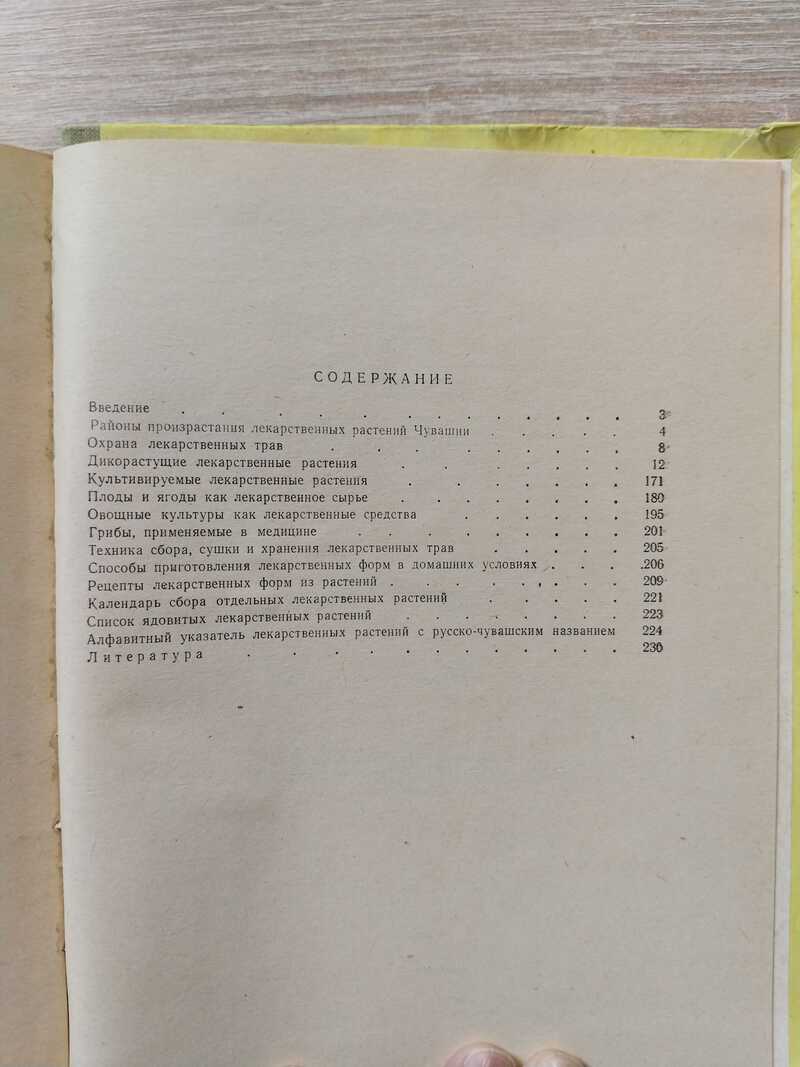 СОДЕРЖАНИЕ
Введение . . . . . . . . . . . . . 3
Районы произрастания лекарственных растений Чувашии . . . . . 4
Охрана лекарственных трав . . . . . . . . . 8
Дикорастущие лекарственные растения . . . . . . . 12
Культивируемые лекарственные растения . . . . . . . 171
Плоды и ягоды как лекарственное сырье . . . . . . . . 180
Овощные культуры как лекарственные средства . . . . . . 195
Грибы, применяемые в медицине . . . . . . . . . 201
Техника сбора, сушки и хранения лекарственных трав . . . . . 205
Способы приготовления лекарственных форм в домашних условиях . . . . 206
Рецепты лекарственных форм из растений . . . . . . . . 209
Календарь сбора отдельных лекарственных растений . . . . . 221
Список ядовитых лекарственных растений . . . . . . . . 223
Алфавитный указатель лекарственных растений с русско-чувашским названием 224
Литература . . . . . . . . . . . . 230